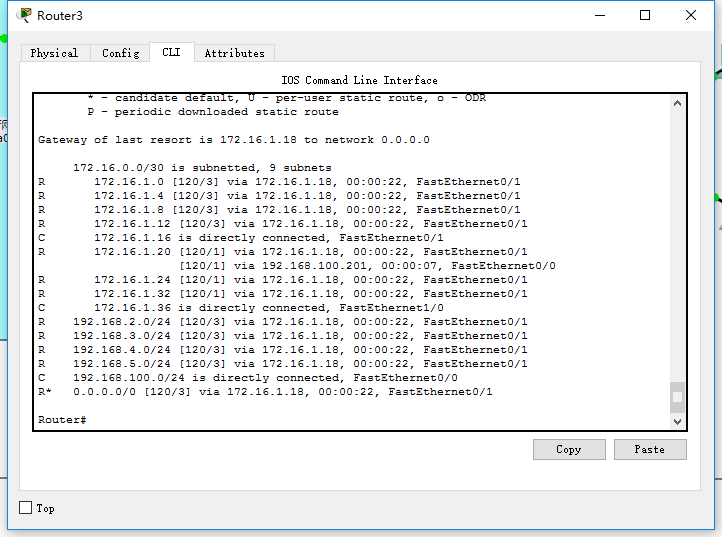 Router3
Physical Config CLI Attributes
IOS Command Line Interface
* - candidate default, U - per-user static route, o - ODR
P - periodic downloaded static route
Gateway of last resort is 172.16.1.18 to network 0.0.0.0
172.16.0.0/30 is subnetted, 9 subnets
R 172.16.1.0 [120/3] via 172.16.1.18, 00:00:22, FastEthernet0/1
R 172.16.1.4 [120/3] via 172.16.1.18, 00:00:22, FastEthernet0/1
R 172.16.1.8 [120/3] via 172.16.1.18, 00:00:22, FastEthernet0/1
R 172.16.1.12 [120/3] via 172.16.1.18, 00:00:22, FastEthernet0/1
C 172.16.1.16 is directly connected, FastEthernet0/1
R 172.16.1.20 [120/1] via 172.16.1.18, 00:00:22, FastEthernet0/1
[120/1] via 192.168.100.201, 00:00:07, FastEthernet0/0
R 172.16.1.24 [120/1] via 172.16.1.18, 00:00:22, FastEthernet0/1
R 172.16.1.32 [120/1] via 172.16.1.18, 00:00:22, FastEthernet0/1
C 172.16.1.36 is directly connected, FastEthernet1/0
R 192.168.2.0/24 [120/3] via 172.16.1.18, 00:00:22, FastEthernet0/1
R 192.168.3.0/24 [120/3] via 172.16.1.18, 00:00:22, FastEthernet0/1
R 192.168.4.0/24 [120/3] via 172.16.1.18, 00:00:22, FastEthernet0/1
R 192.168.5.0/24 [120/3] via 172.16.1.18, 00:00:22, FastEthernet0/1
C 192.168.100.0/24 is directly connected, FastEthernet0/0
R* 0.0.0.0/0 [120/3] via 172.16.1.18, 00:00:22, FastEthernet0/1
Router#
Copy Paste
Top